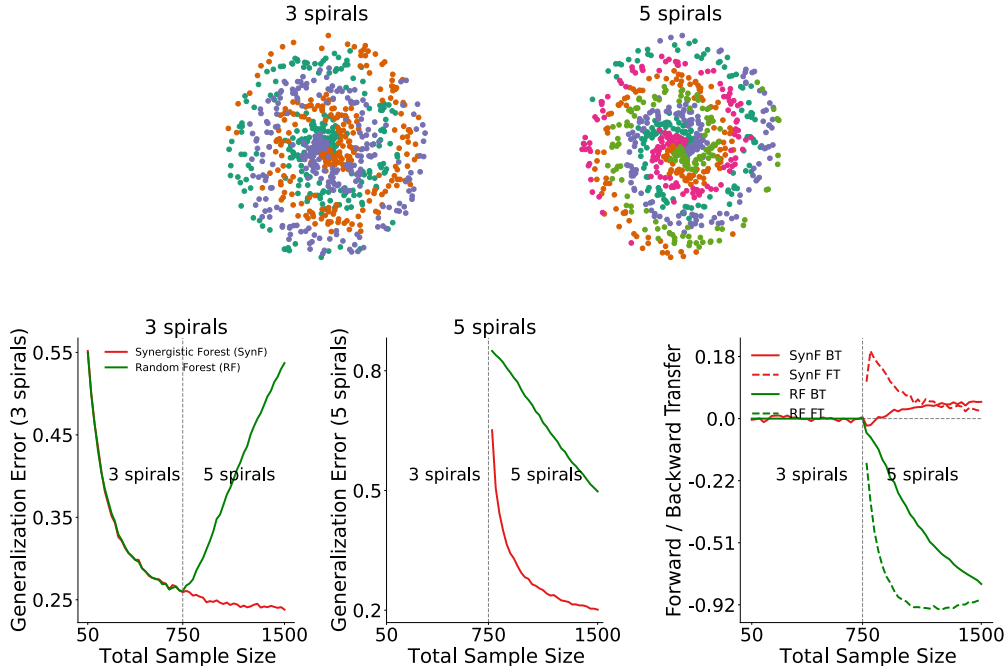 3 spirals
5 spirals
3 spirals
Generalization Error (3 spirals)
0.55
0.45
0.35
0.25
Synergistic Forest (SynF)
Random Forest (RF)
3 spirals
5 spirals
50
750
1500
Total Sample Size
5 spirals
Generalization Error (5 spirals)
0.8
0.5
0.2
3 spirals
5 spirals
50
750
1500
Total Sample Size
Forward / Backward Transfer
0.18
0.0
-0.22
-0.51
-0.92
SynF BT
SynF FT
RF BT
RF FT
3 spirals
5 spirals
50
750
1500
Total Sample Size